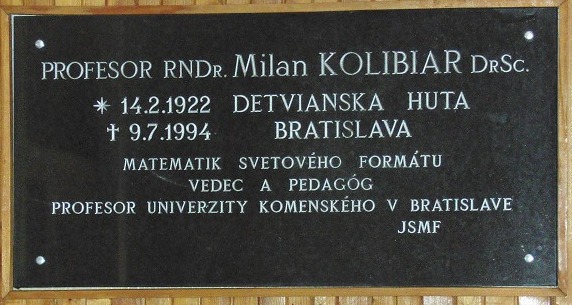 PROFESOR RNDR. Milan KOLIBIAR DRSC.
* 14.2.1922 DETVIANSKA HUTA
† 9.7.1994 BRATISLAVA
MATEMATIK SVETOVÉHO FORMÁTU
VEDEC A PEDAGÓG
PROFESOR UNIVERZITY KOMENSKÉHO V BRATISLAVE
JSMF